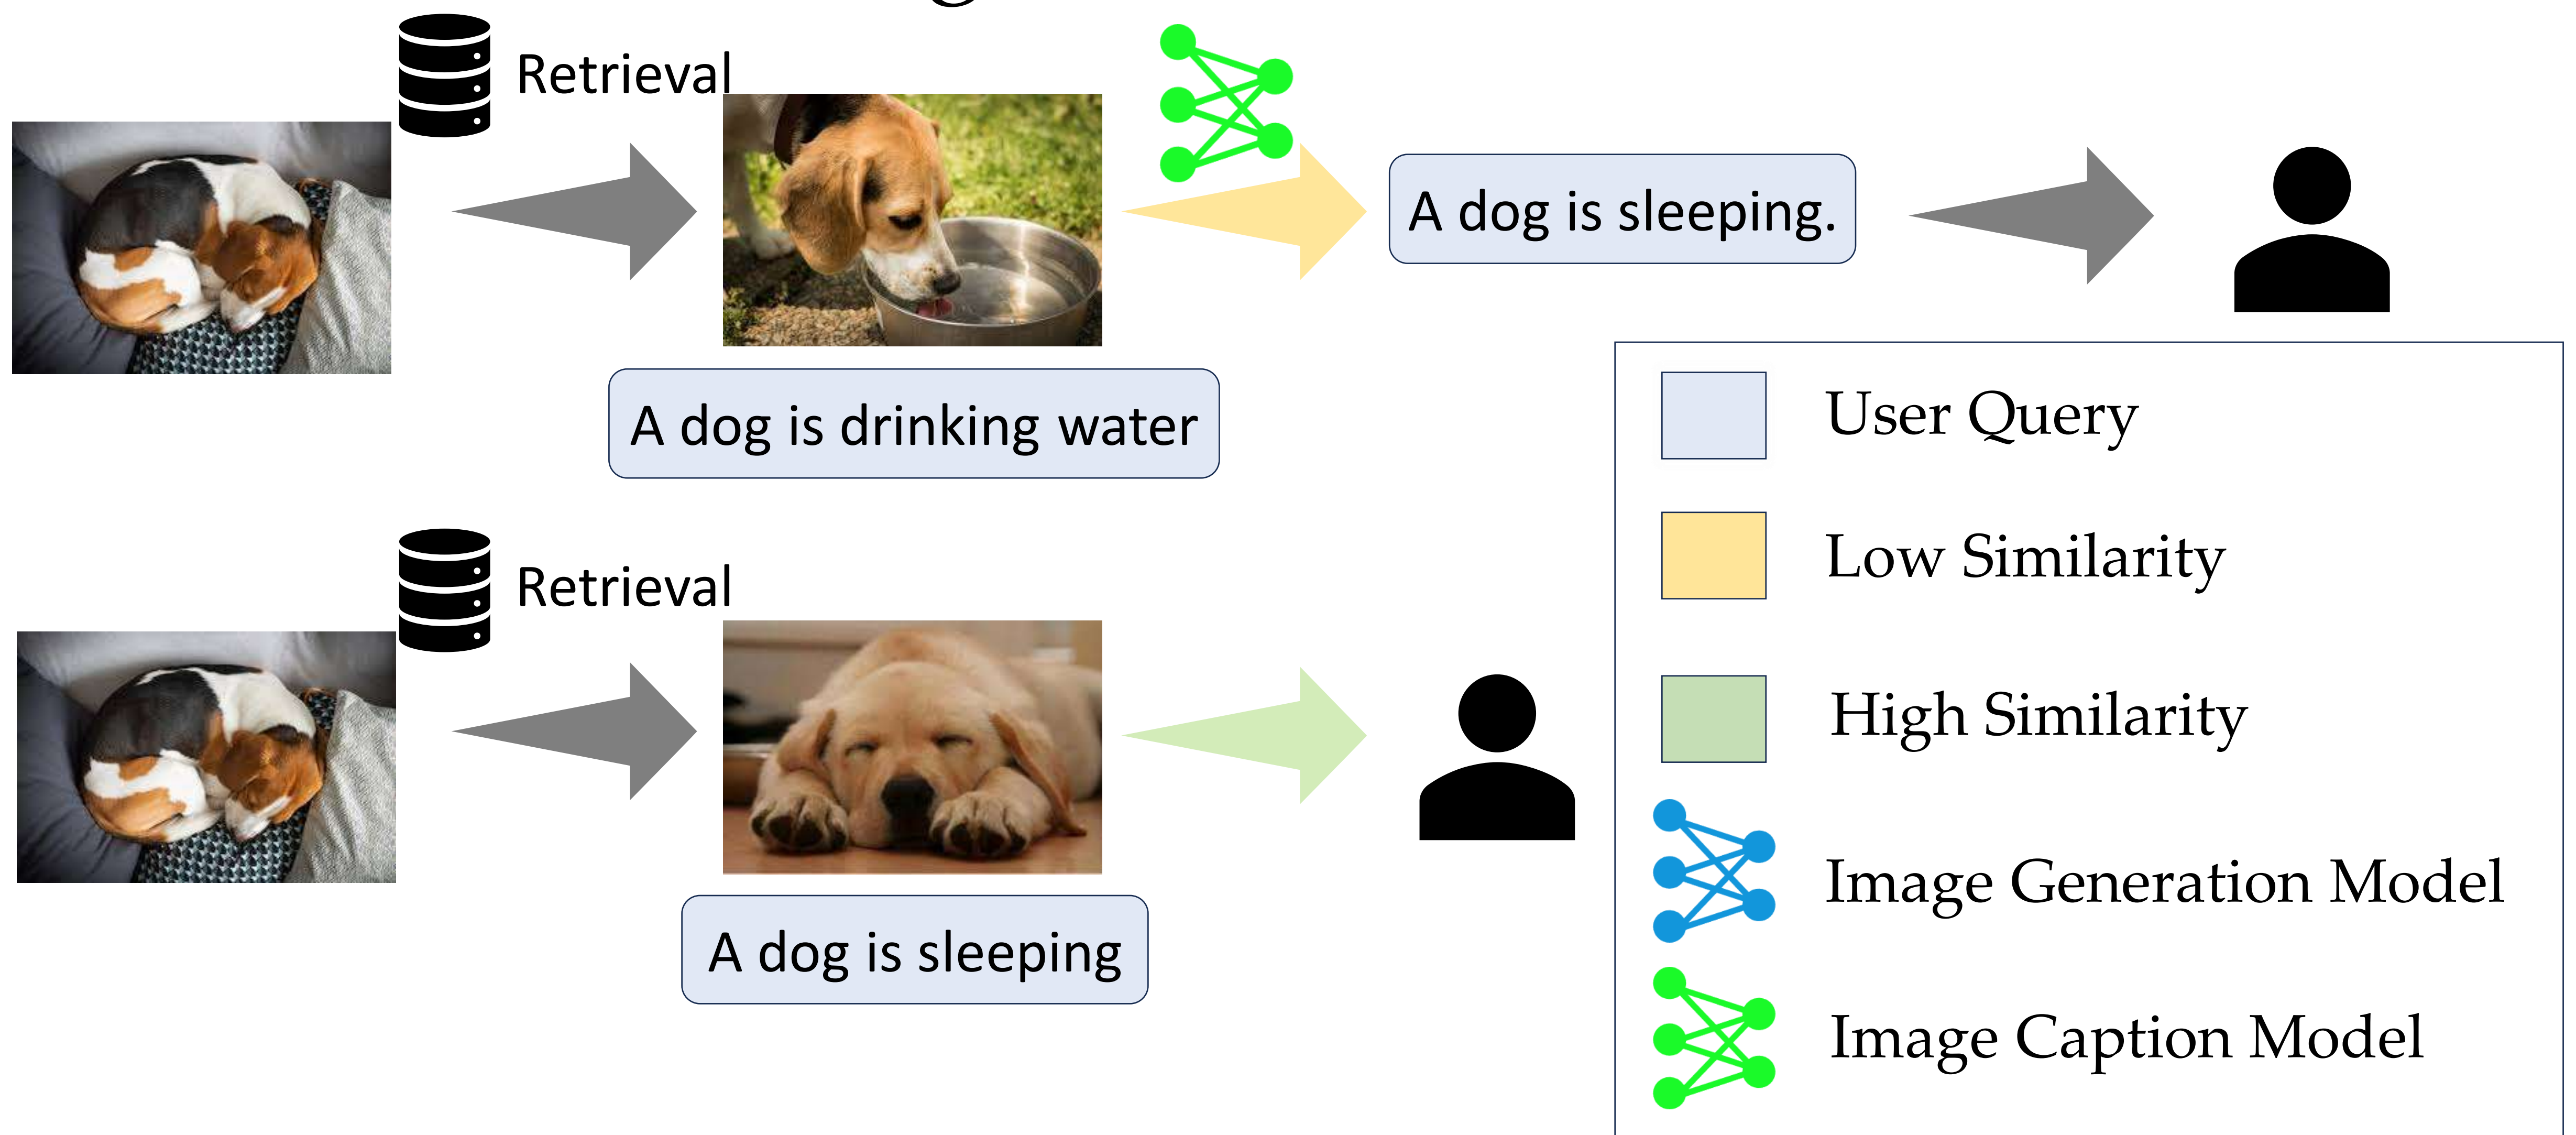 Retrieval
A dog is sleeping.
A dog is drinking water
Retrieval
A dog is sleeping
User Query
Low Similarity
High Similarity
Image Generation Model
Image Caption Model